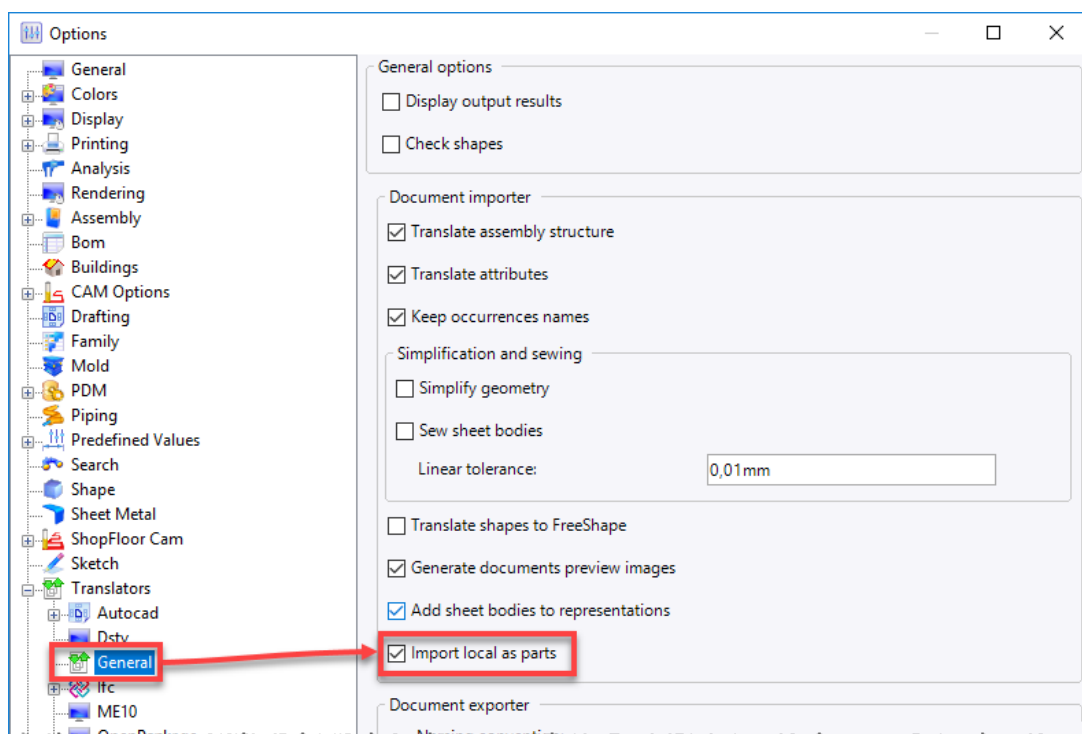 Options
General
Colors
Display
Printing
Analysis
Rendering
Assembly
Bom
Buildings
CAM Options
Drafting
Family
Mold
PDM
Piping
Predefined Values
Search
Shape
Sheet Metal
ShopFloor Cam
Sketch
Translators
Autocad
Dstv
General
Ifc
ME10
General options
Display output results
Check shapes
Document importer
Translate assembly structure
Translate attributes
Keep occurrences names
Simplification and sewing
Simplify geometry
Sew sheet bodies
Linear tolerance:
0,01mm
Translate shapes to FreeShape
Generate documents preview images
Add sheet bodies to representations
Import local as parts
Document exporter